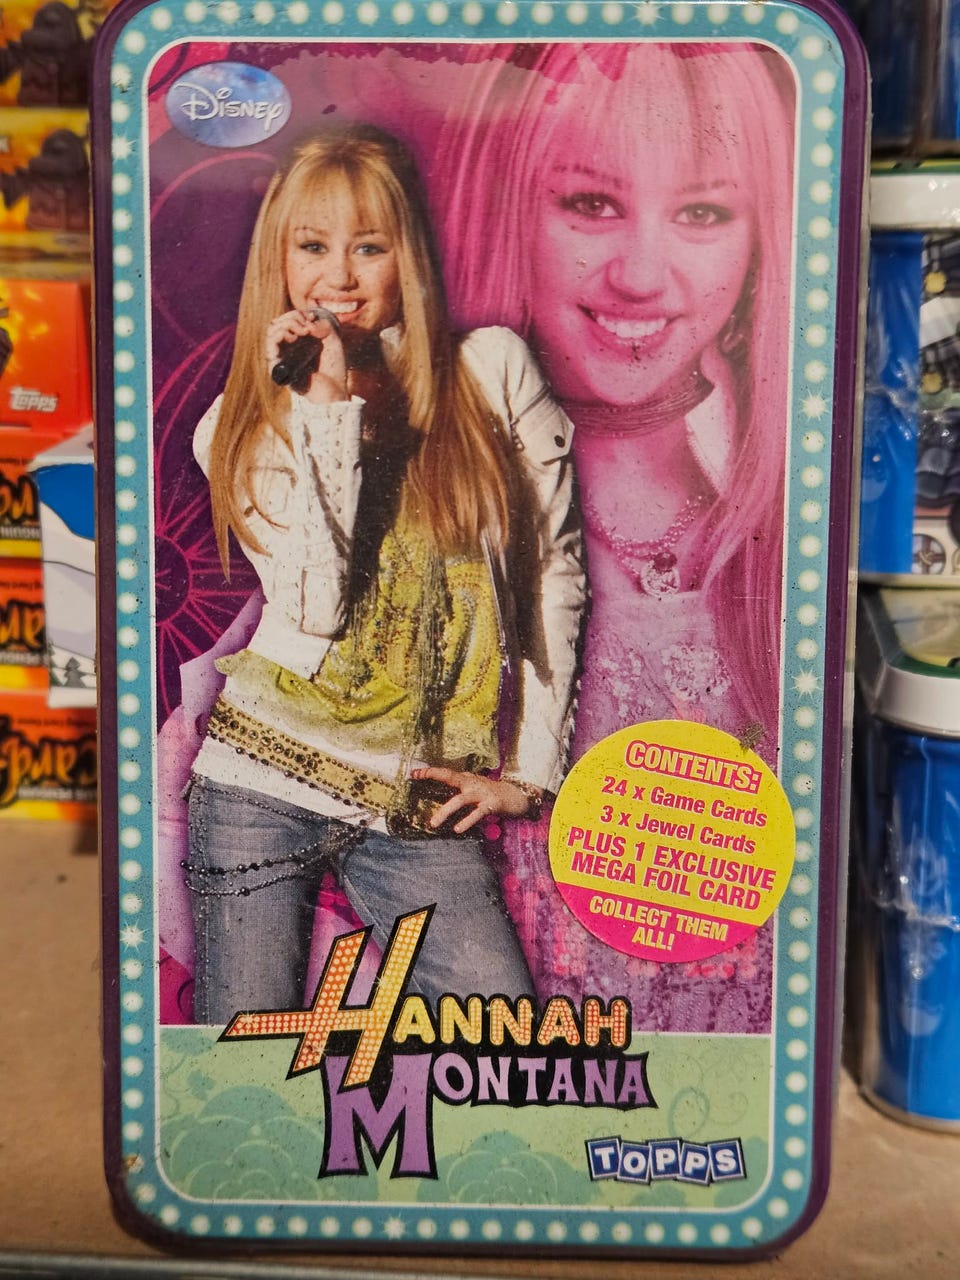 Disney
CONTENTS:
24 x Game Cards
3 x Jewel Cards
PLUS 1 EXCLUSIVE
MEGA FOIL CARD
COLLECT THEM
ALL!
HANNAH
MONTANA
TOPPS
Topps